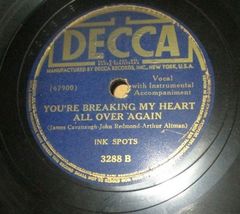 DECCA
MANUFACTURED BY DECCA RECORDS, INC., NEW YORK, U.S.A.
(67900)
Vocal
with Instrumental
Accompaniment
YOU'RE BREAKING MY HEART
ALL OVER AGAIN
(James Cavanaugh-John Redmond-Arthur Altman)
INK SPOTS
3288 B